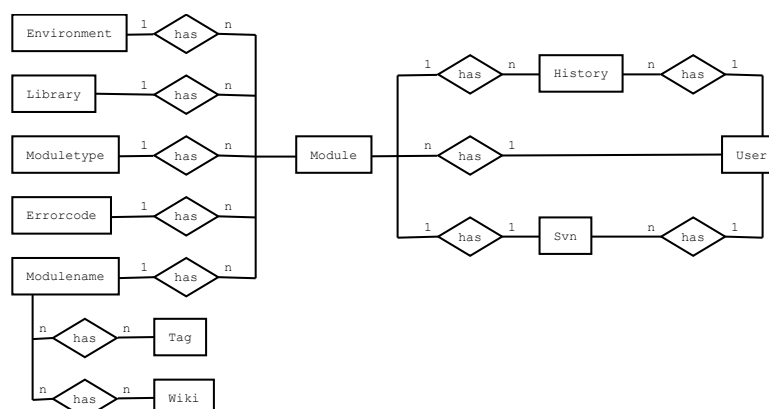 Environment 1 has n
Library 1 has n
Moduletype 1 has n
Errorcode 1 has n
Modulename 1 has n
n has n Tag
n has n Wiki
Module
1 has n History n has 1
n has 1 User
1 has 1 Svn n has 1